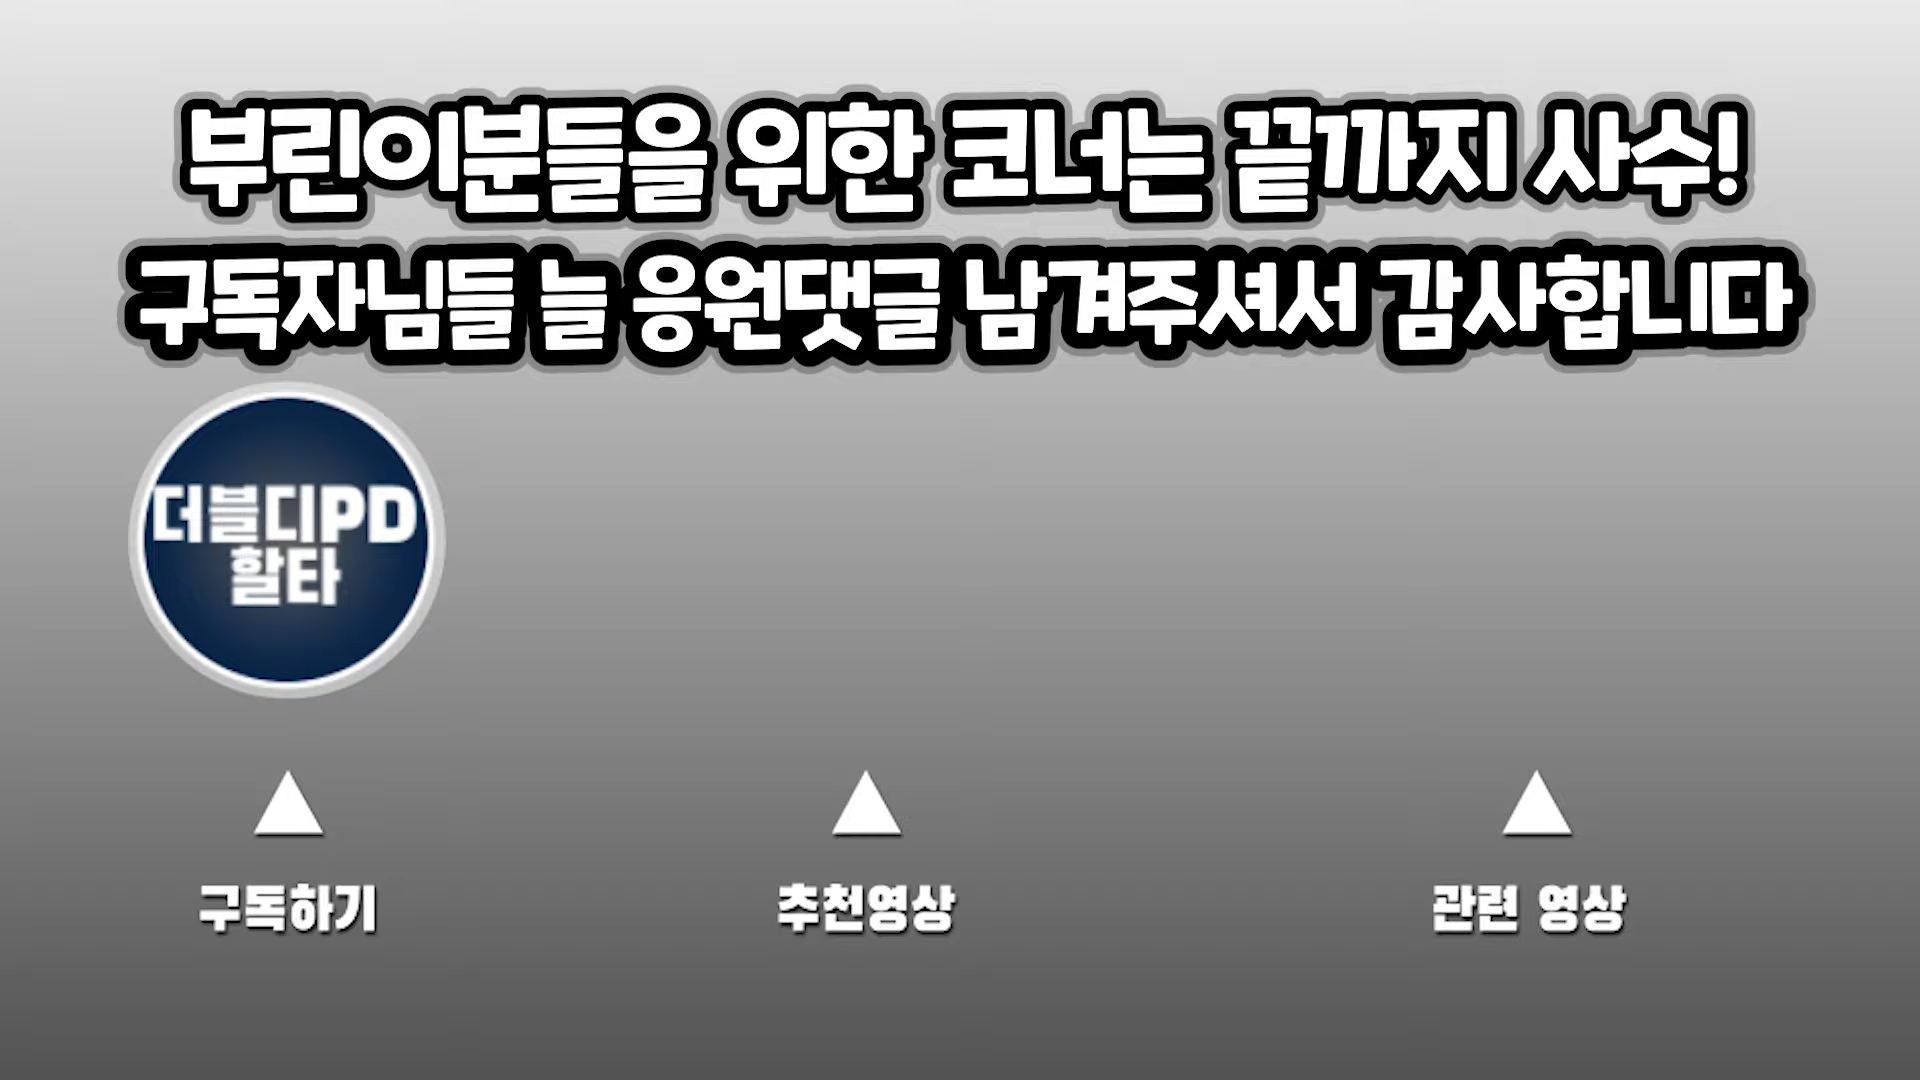 부린이분들을 위한 코너는 끝까지 사수!
구독자님들 늘 응원댓글 남겨주셔서 감사합니다
더블디PD
할타
구독하기
추천영상
관련 영상